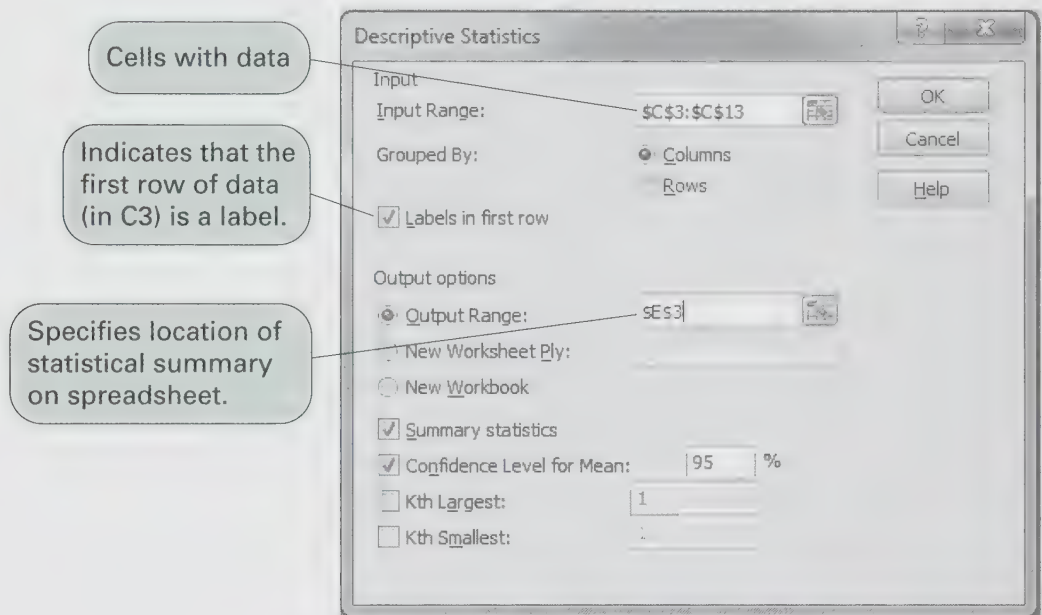 Descriptive Statistics
Cells with data
Input
Input Range:
$C$3:$C$13
OK
Cancel
Help
Grouped By:
Columns
Rows
Indicates that the
first row of data
(in C3) is a label.
Labels in first row
Output options
Output Range:
$E$3
Specifies location of
statistical summary
on spreadsheet.
New Worksheet Ply:
New Workbook
Summary statistics
Confidence Level for Mean:
95
%
Kth Largest:
1
Kth Smallest: